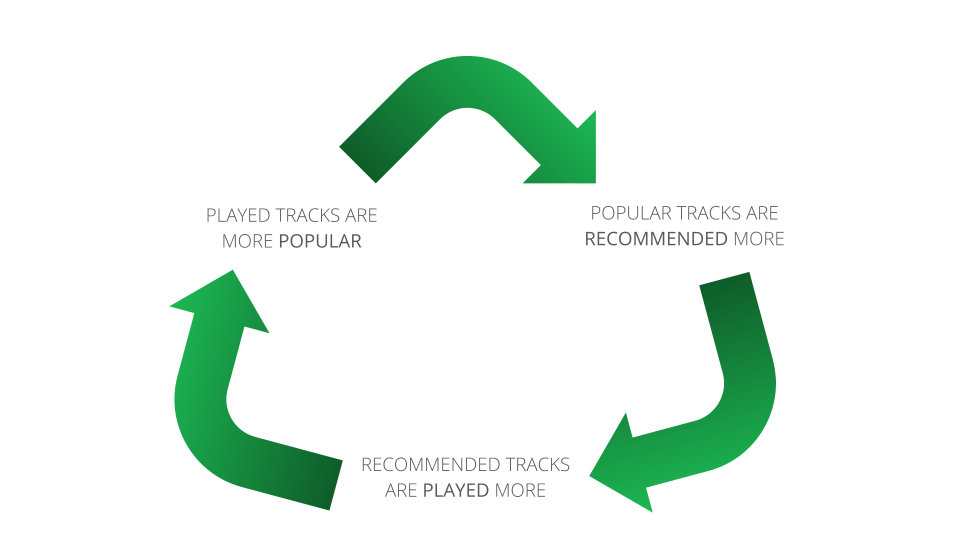 PLAYED TRACKS ARE
MORE POPULAR
POPULAR TRACKS ARE
RECOMMENDED MORE
RECOMMENDED TRACKS
ARE PLAYED MORE